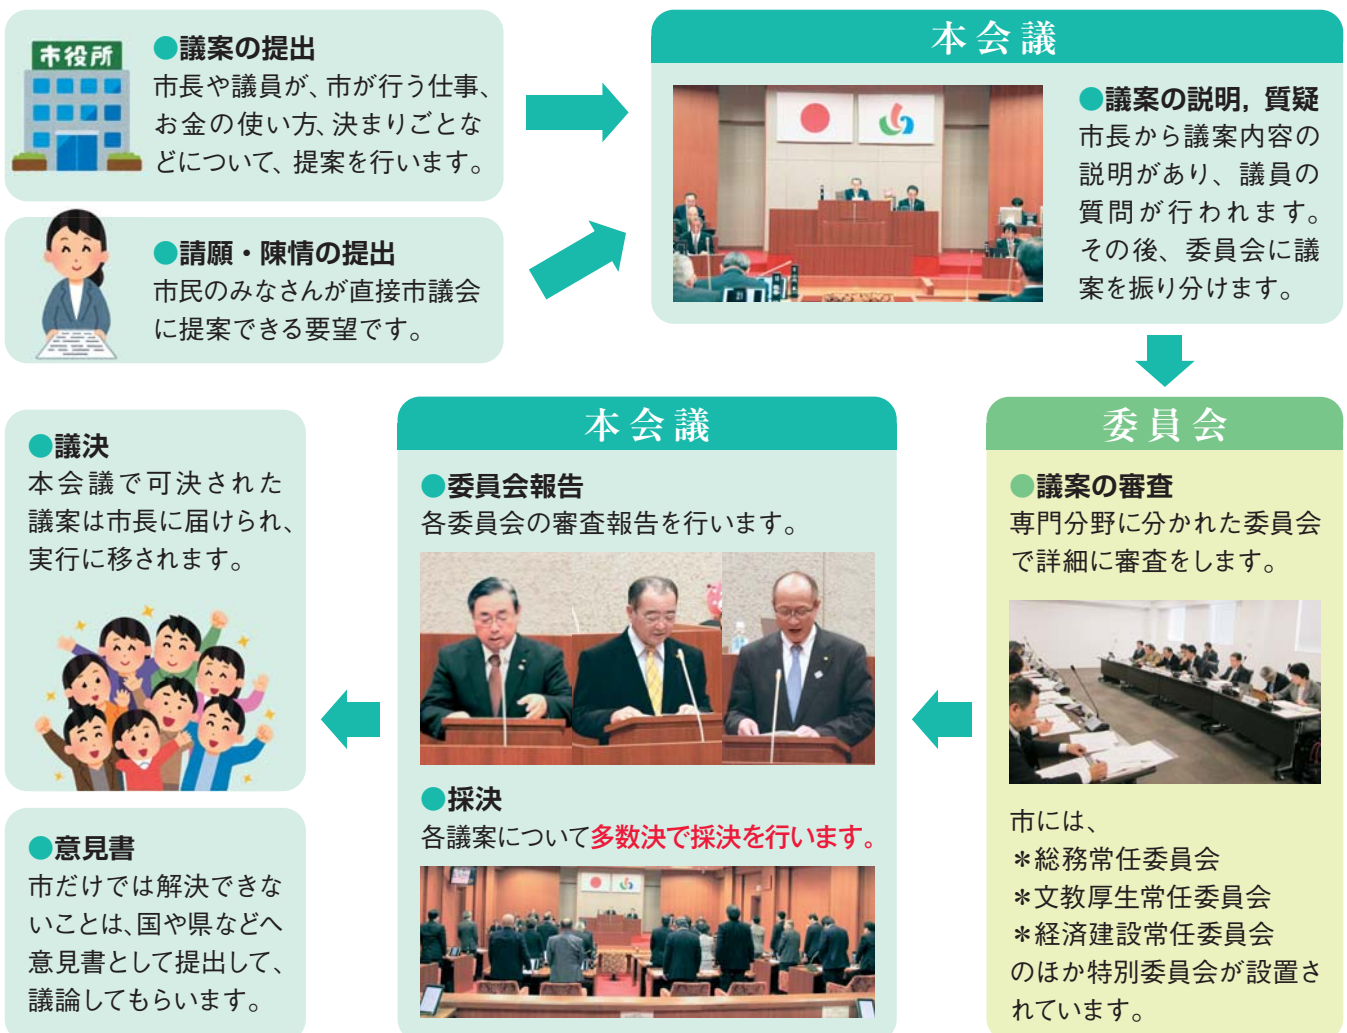 市役所
●議案の提出
市長や議員が、市が行う仕事、
お金の使い方、決まりごとな
どについて、提案を行います。
●請願・陳情の提出
市民のみなさんが直接市議会
に提案できる要望です。
本会議
●議案の説明，質疑
市長から議案内容の
説明があり、議員の
質問が行われます。
その後、委員会に議
案を振り分けます。
委員会
●議案の審査
専門分野に分かれた委員会
で詳細に審査をします。
市には、
＊総務常任委員会
＊文教厚生常任委員会
＊経済建設常任委員会
のほか特別委員会が設置さ
れています。
本会議
●委員会報告
各委員会の審査報告を行います。
●採決
各議案について多数決で採決を行います。
●議決
本会議で可決された
議案は市長に届けられ、
実行に移されます。
●意見書
市だけでは解決できな
いことは、国や県などへ
意見書として提出して、
議論してもらいます。